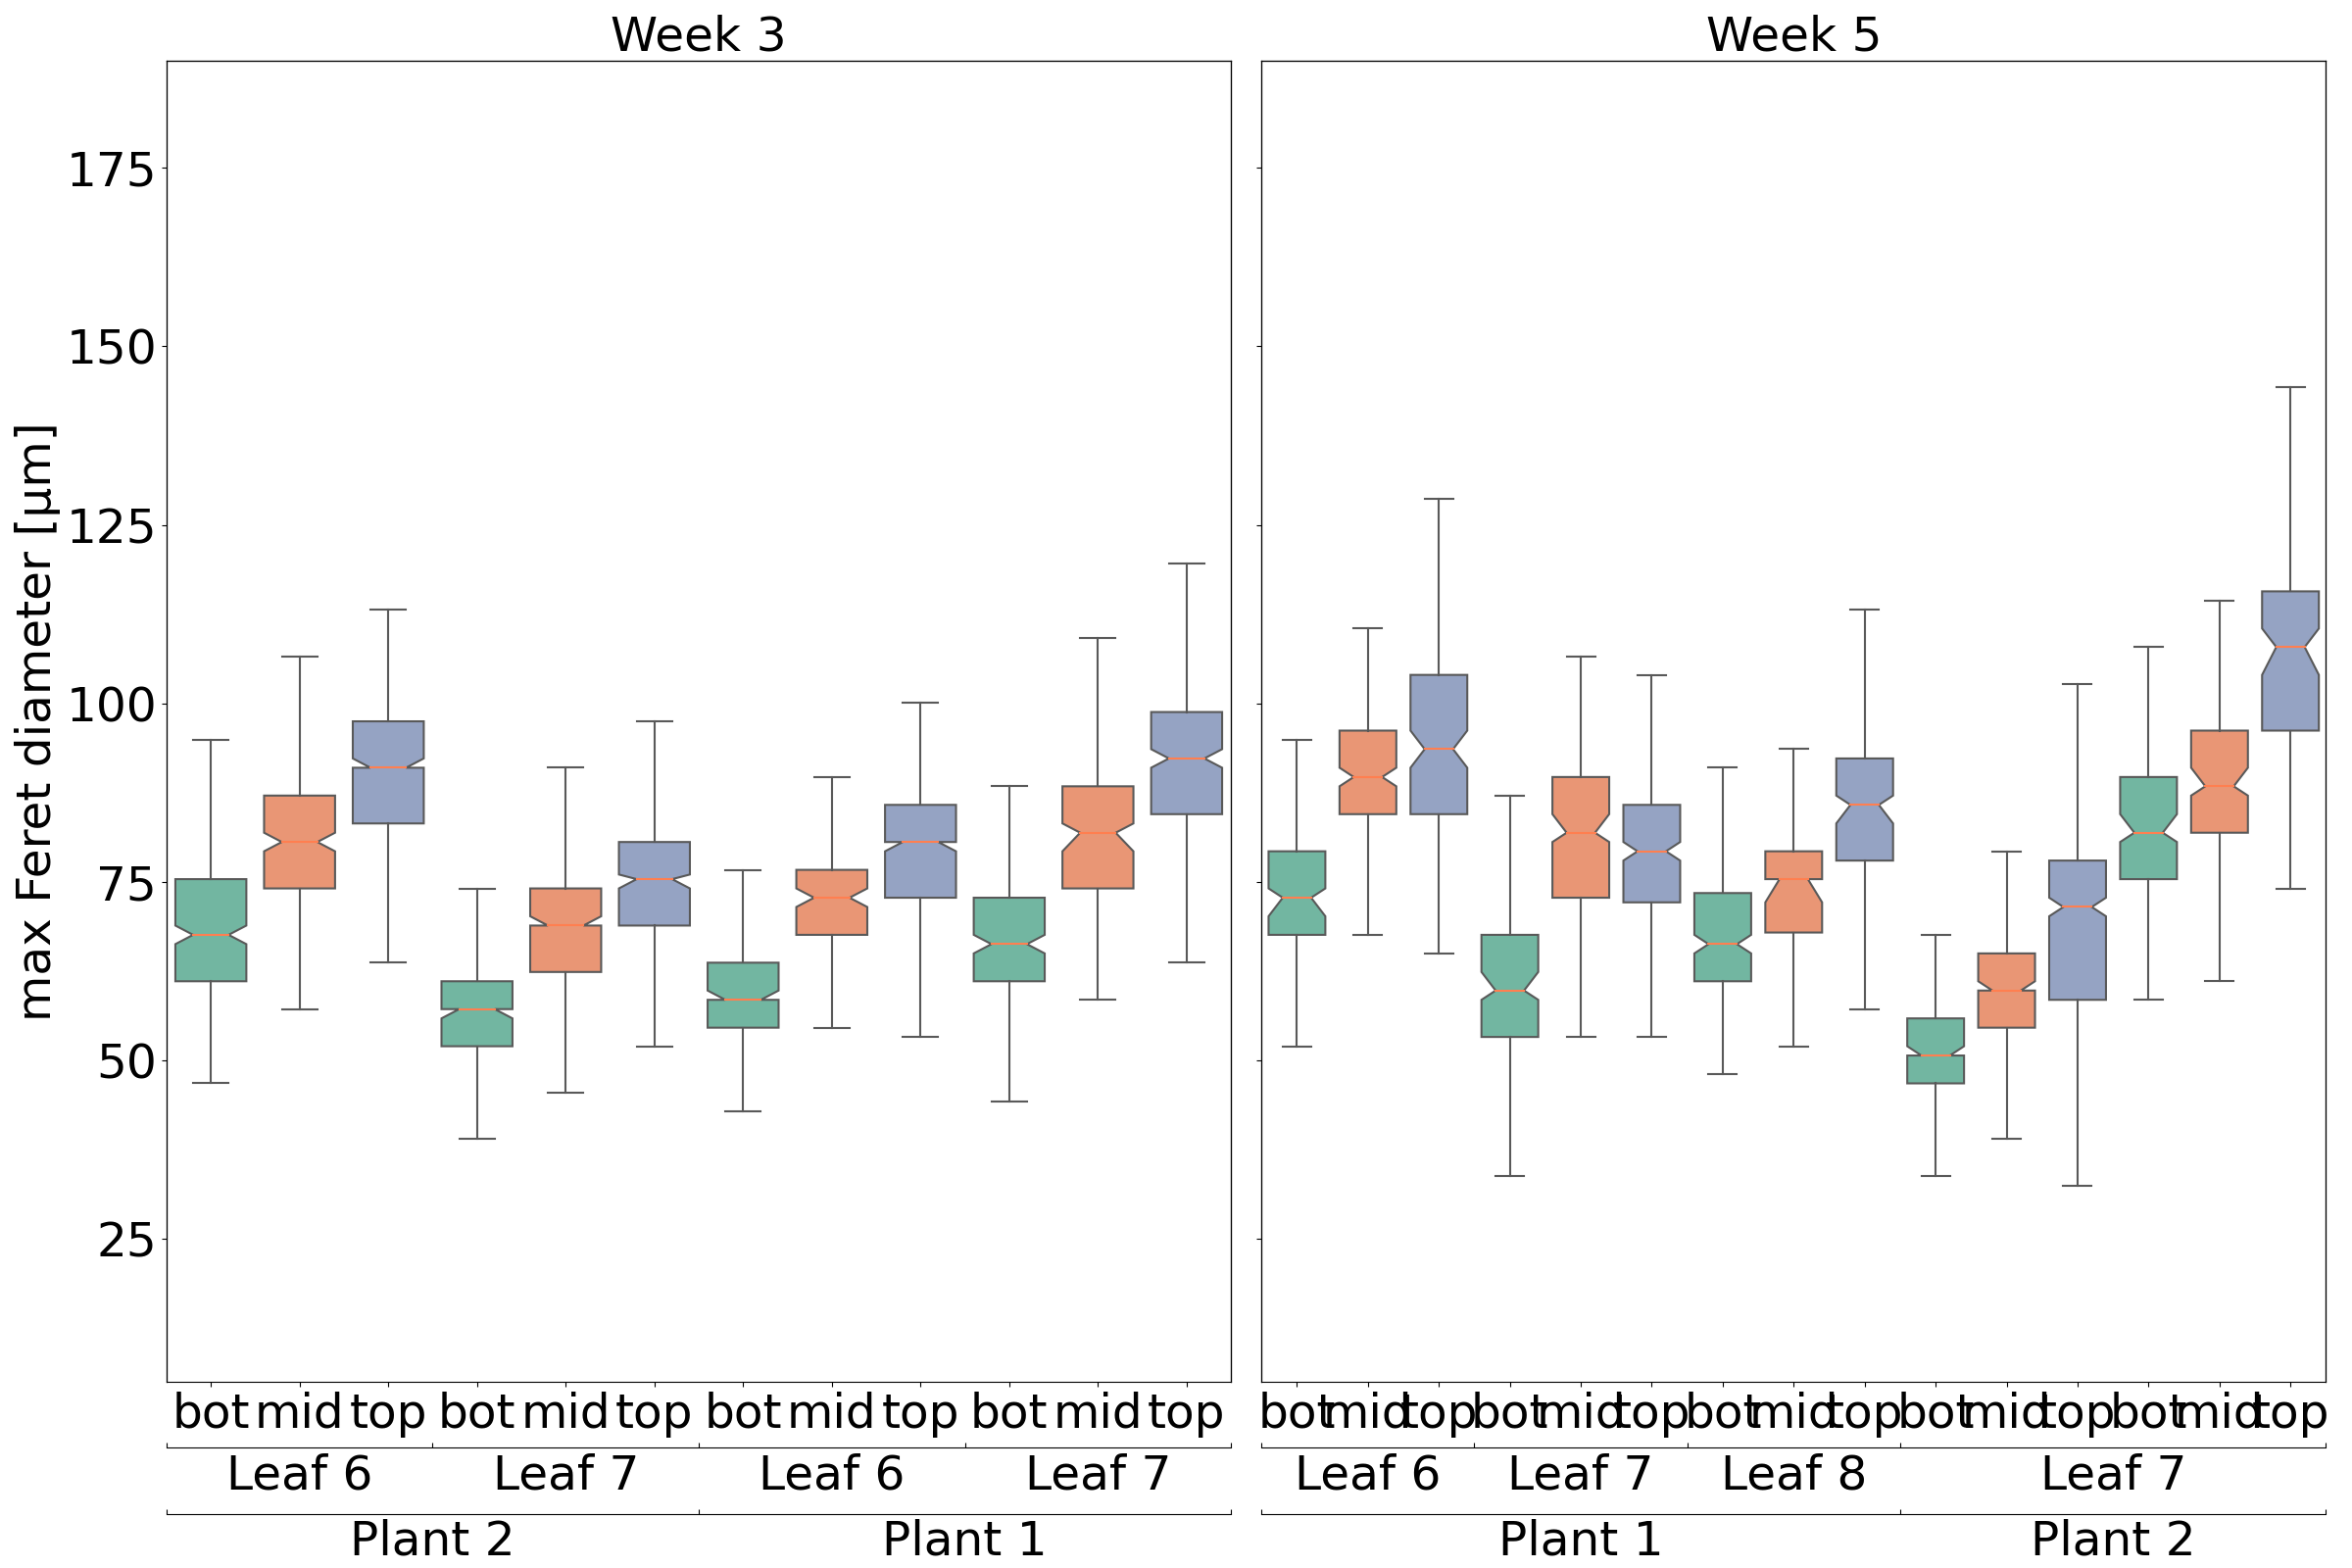 Week 3
Week 5
max Feret diameter [µm]
175
150
125
100
75
50
25
bot mid top bot mid top bot mid top bot mid top
bot mid top bot mid top bot mid top bot mid top bot mid top
Leaf 6 Leaf 7 Leaf 6 Leaf 7
Leaf 6 Leaf 7 Leaf 8 Leaf 7
Plant 2 Plant 1
Plant 1 Plant 2